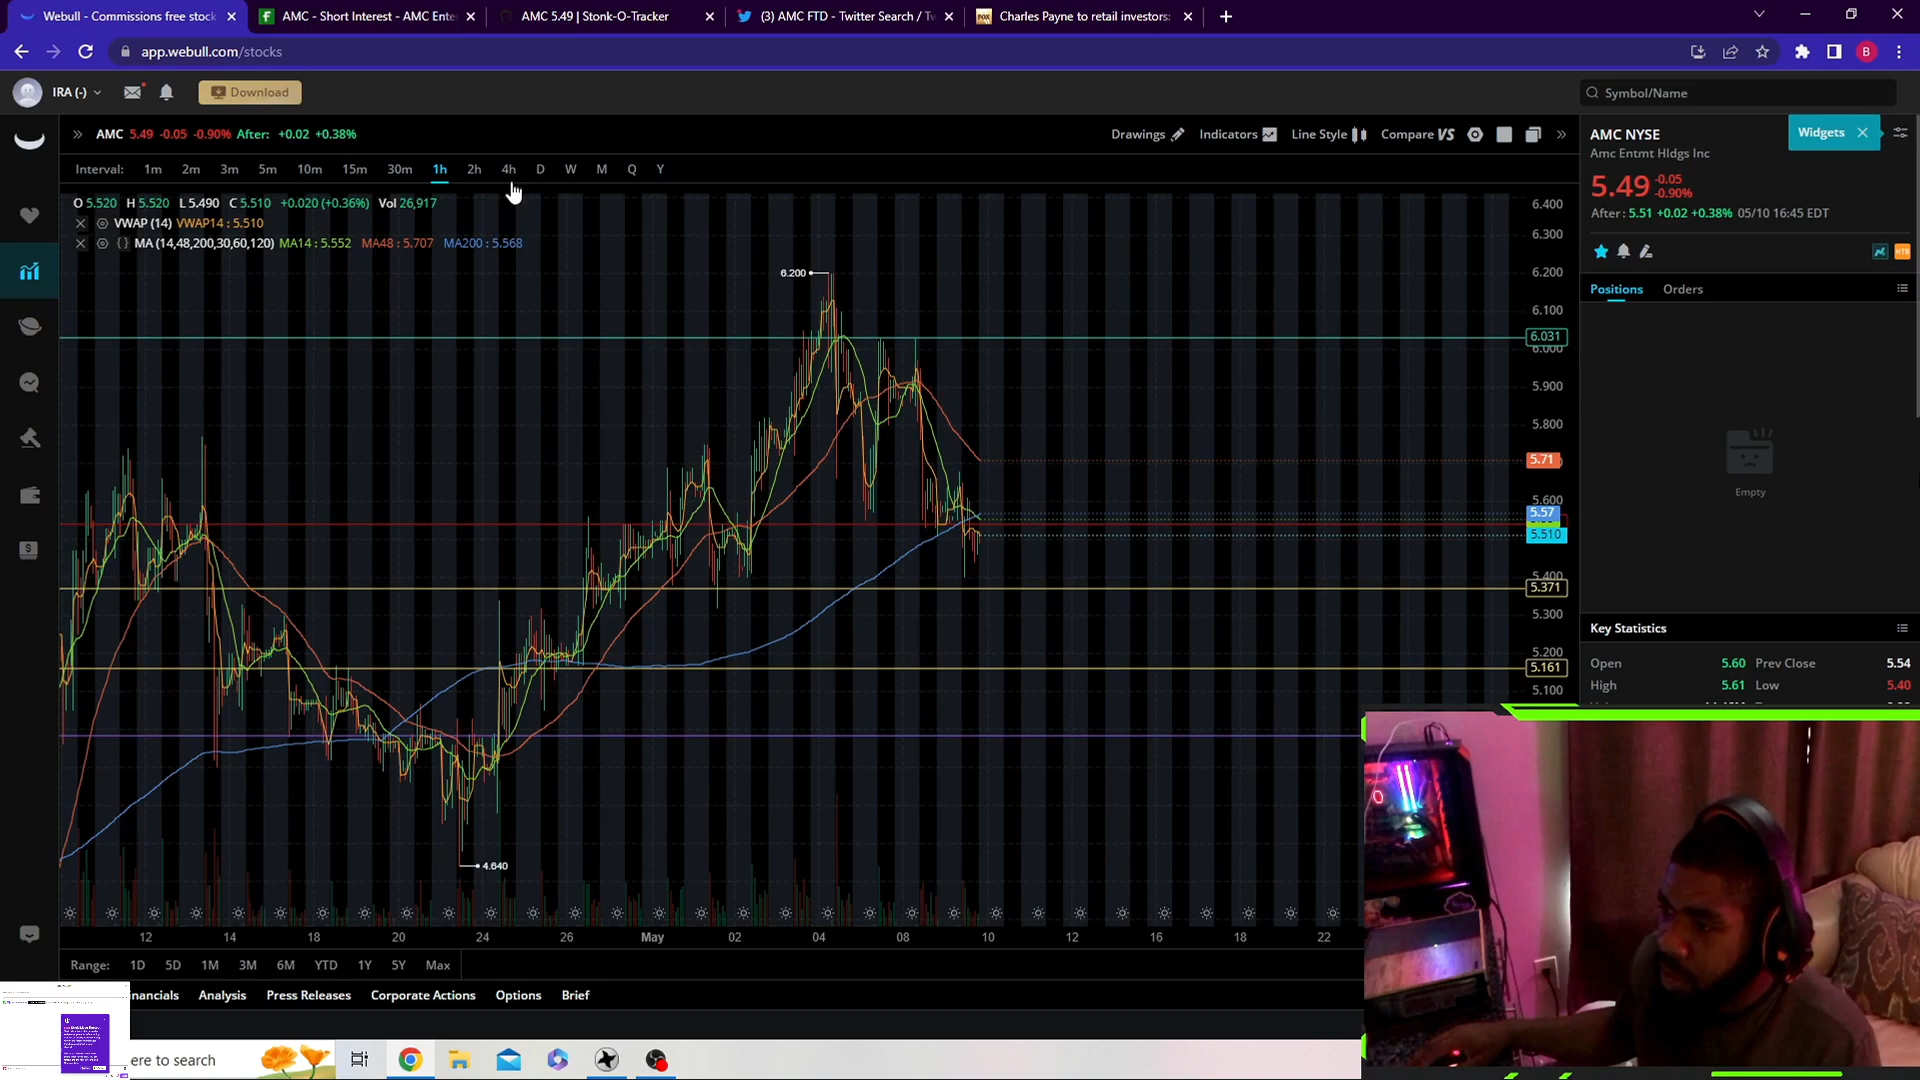 Webull - Commissions free stock
AMC - Short Interest - AMC Ente
AMC 5.49 | Stonk-O-Tracker
(3) AMC FTD - Twitter Search / Tw
Charles Payne to retail investors:
app.webull.com/stocks
B
IRA (-)
Download
Symbol/Name
AMC 5.49 -0.05 -0.90% After: +0.02 +0.38%
Drawings Indicators Line Style Compare VS
Interval: 1m 2m 3m 5m 10m 15m 30m 1h 2h 4h D W M Q Y
O 5.520 H 5.520 L 5.490 C 5.510 +0.020 (+0.36%) Vol 26,917
VWAP (14) VWAP14 : 5.510
MA (14,48,200,30,60,120) MA14 : 5.552 MA48 : 5.707 MA200 : 5.568
6.200
4.640
6.400
6.300
6.200
6.100
6.031
6.000
5.900
5.800
5.71
5.600
5.57
5.510
5.400
5.371
5.300
5.200
5.161
5.100
12 14 18 20 24 26 May 02 04 08 10 12 16 18 22
Range: 1D 5D 1M 3M 6M YTD 1Y 5Y Max
inancials Analysis Press Releases Corporate Actions Options Brief
AMC NYSE
Widgets
Amc Entmt Hldgs Inc
5.49 -0.05
-0.90%
After: 5.51 +0.02 +0.38% 05/10 16:45 EDT
Positions Orders
Empty
Key Statistics
Open 5.60 Prev Close 5.54
High 5.61 Low 5.40
ere to search